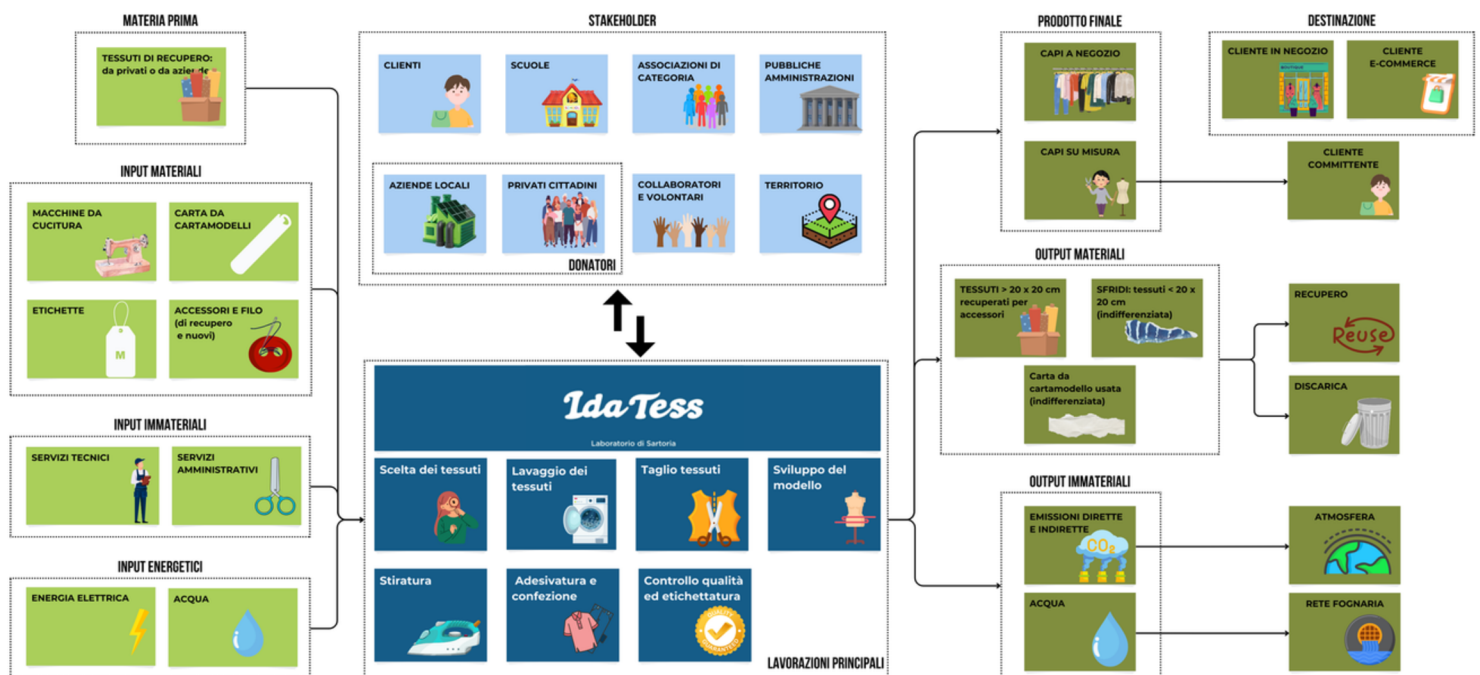 MATERIA PRIMA
TESSUTI DI RECUPERO:
da privati o da aziende
INPUT MATERIALI
MACCHINE DA
CUCITURA
CARTA DA
CARTAMODELLI
ETICHETTE
M
ACCESSORI E FILO
(di recupero
e nuovi)
INPUT IMMATERIALI
SERVIZI TECNICI
SERVIZI
AMMINISTRATIVI
INPUT ENERGETICI
ENERGIA ELETTRICA
ACQUA
STAKEHOLDER
CLIENTI
SCUOLE
ASSOCIAZIONI DI
CATEGORIA
PUBBLICHE
AMMINISTRAZIONI
AZIENDE LOCALI
PRIVATI CITTADINI
COLLABORATORI
E VOLONTARI
TERRITORIO
DONATORI
Ida Tess
Laboratorio di Sartoria
Scelta dei tessuti
Lavaggio dei
tessuti
Taglio tessuti
Sviluppo del
modello
Stiratura
Adesivatura e
confezione
Controllo qualità
ed etichettatura
LAVORAZIONI PRINCIPALI
PRODOTTO FINALE
CAPI A NEGOZIO
CAPI SU MISURA
DESTINAZIONE
CLIENTE IN NEGOZIO
BOUTIQUE
CLIENTE
E-COMMERCE
CLIENTE
COMMITTENTE
OUTPUT MATERIALI
TESSUTI > 20 x 20 cm
recuperati per
accessori
SFRIDI: tessuti < 20 x
20 cm
(indifferenziata)
Carta da
cartamodello usata
(indifferenziata)
RECUPERO
Reuse
DISCARICA
OUTPUT IMMATERIALI
EMISSIONI DIRETTE
E INDIRETTE
CO₂
ATMOSFERA
ACQUA
RETE FOGNARIA